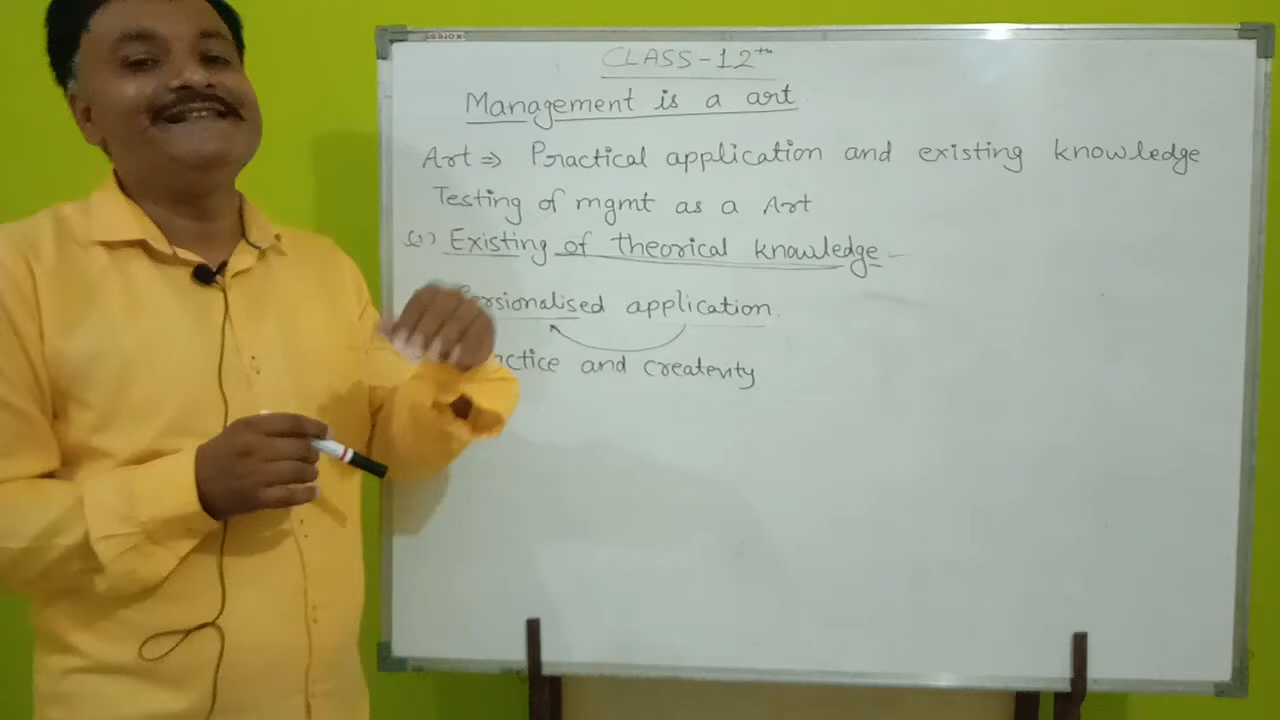 CLASS-12th
Management is a art
Art ⇒ Practical application and existing knowledge
Testing of mgmt as a Art
(1) Existing of theorical knowledge
application
and createvity